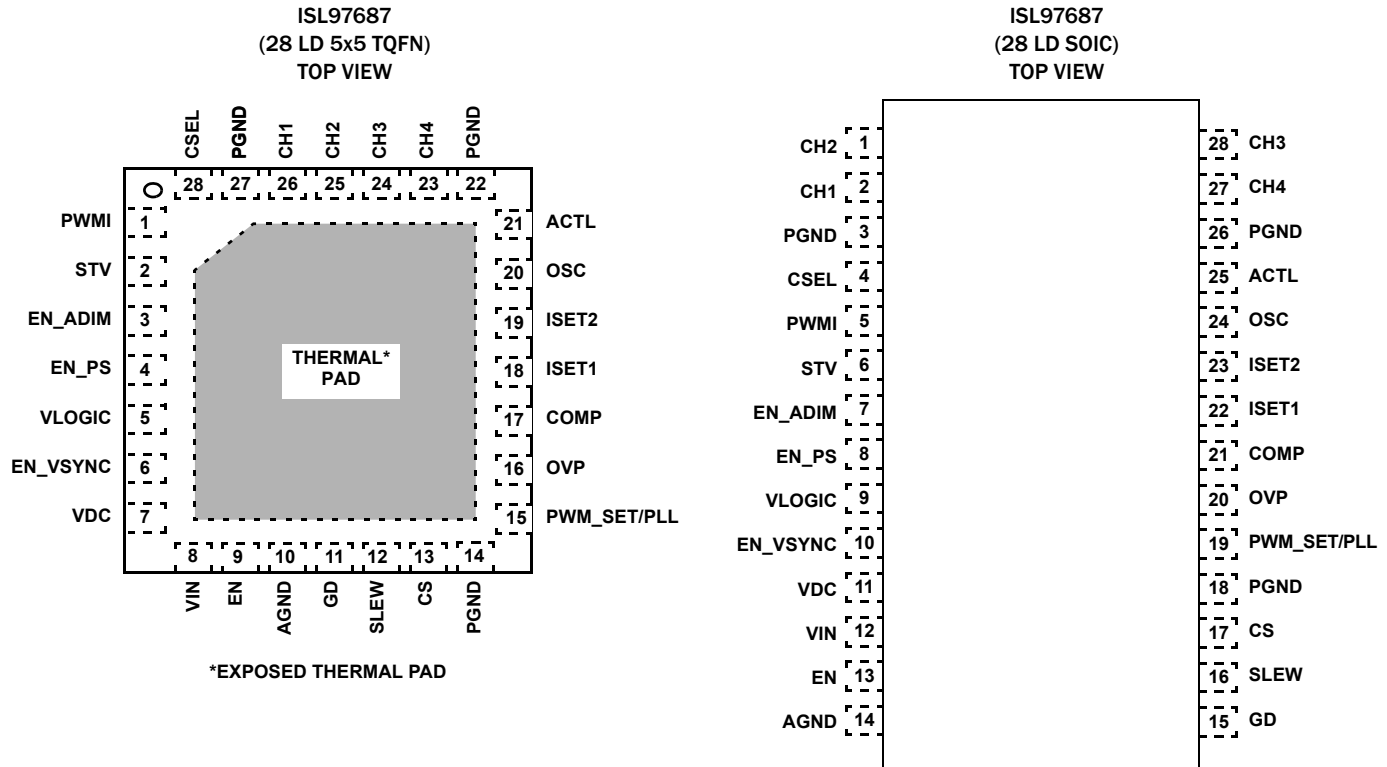 ISL97687
(28 LD 5x5 TQFN)
TOP VIEW
CSEL
PGND
CH1
CH2
CH3
CH4
PGND
28 27 26 25 24 23 22
PWMI 1
STV 2
EN_ADIM 3
EN_PS 4
VLOGIC 5
EN_VSYNC 6
VDC 7
21 ACTL
20 OSC
19 ISET2
18 ISET1
17 COMP
16 OVP
15 PWM_SET/PLL
THERMAL*
PAD
8 9 10 11 12 13 14
VIN
EN
AGND
GD
SLEW
CS
PGND
*EXPOSED THERMAL PAD
ISL97687
(28 LD SOIC)
TOP VIEW
CH2 1
CH1 2
PGND 3
CSEL 4
PWMI 5
STV 6
EN_ADIM 7
EN_PS 8
VLOGIC 9
EN_VSYNC 10
VDC 11
VIN 12
EN 13
AGND 14
28 CH3
27 CH4
26 PGND
25 ACTL
24 OSC
23 ISET2
22 ISET1
21 COMP
20 OVP
19 PWM_SET/PLL
18 PGND
17 CS
16 SLEW
15 GD